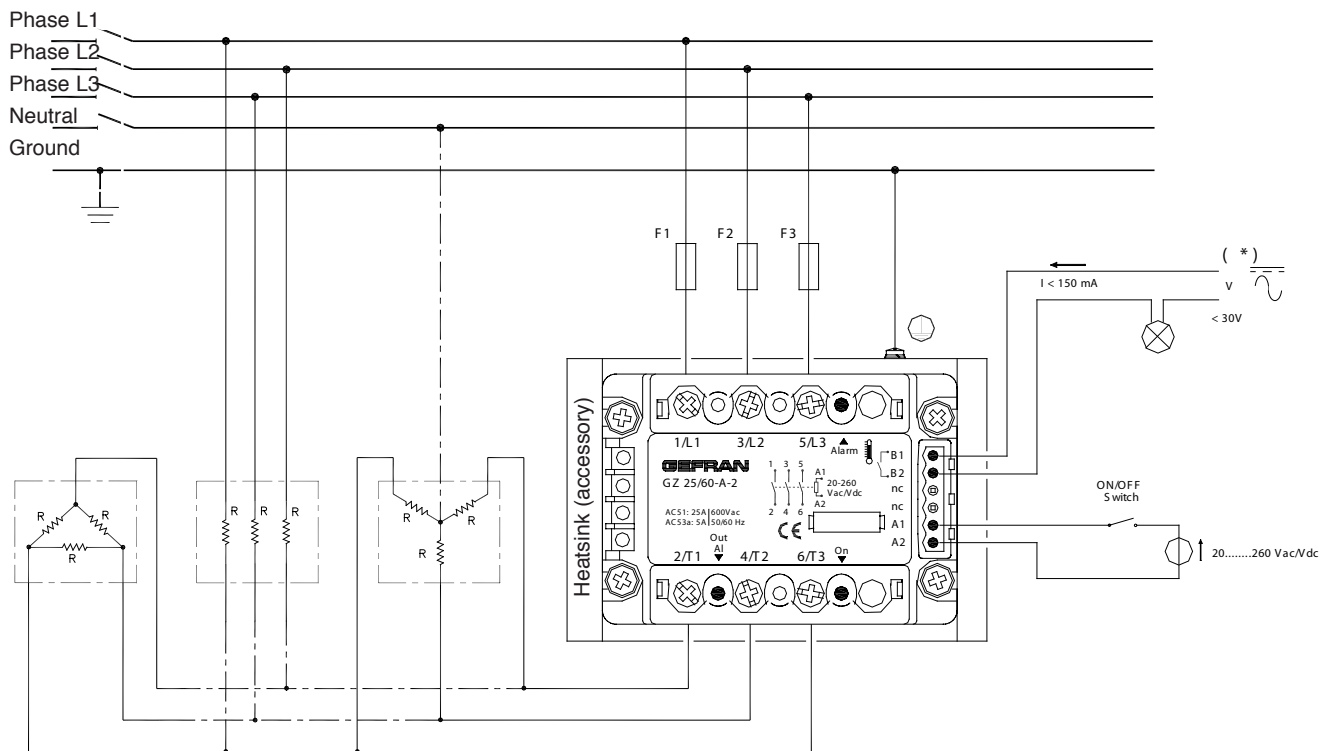 Phase L1
Phase L2
Phase L3
Neutral
Ground
F1 F2 F3
( *)
I < 150 mA
V
< 30V
Heatsink (accessory)
1/L1 3/L2 5/L3
Alarm
GEFRAN
GZ 25/60-A-2
AC51: 25A 600Vac
AC53a: 5A 50/60 Hz
1 3 5
2 4 6
A1
20-260
Vac/Vdc
A2
CE
Out
Al
On
2/T1 4/T2 6/T3
B1
B2
nc
nc
A1
A2
ON/OFF
Switch
20........260 Vac/Vdc
R R
R
R R R
R R
R